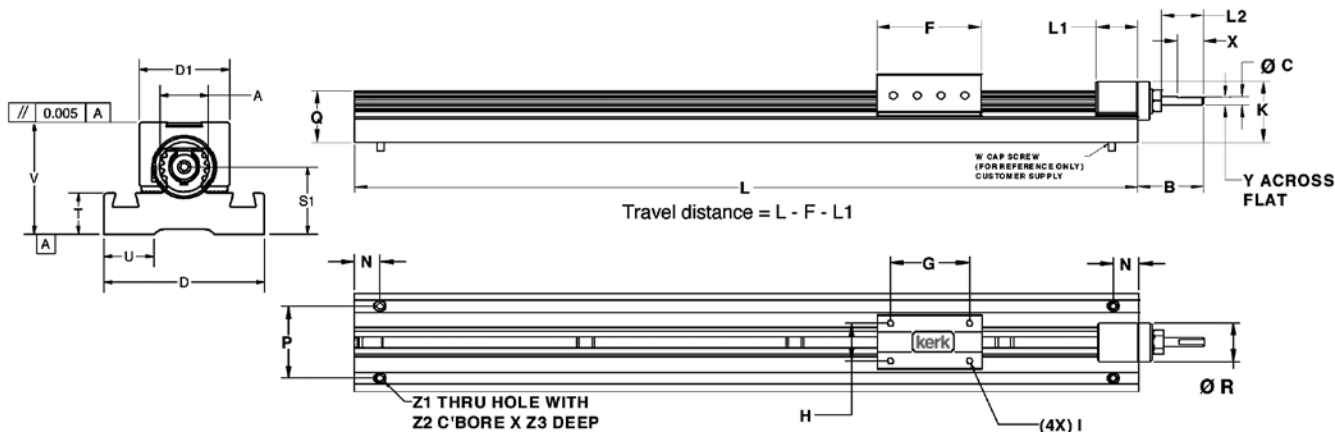 D1
A
// 0.005 A
V
T
S1
A
U
D
F
L1
L2
X
Ø C
Q
K
W CAP SCREW
(FOR REFERENCE ONLY)
CUSTOMER SUPPLY
L
B
Y ACROSS
FLAT
Travel distance = L - F - L1
N
G
N
P
kerk
Ø R
Z1 THRU HOLE WITH
Z2 C'BORE X Z3 DEEP
H
(4X) I